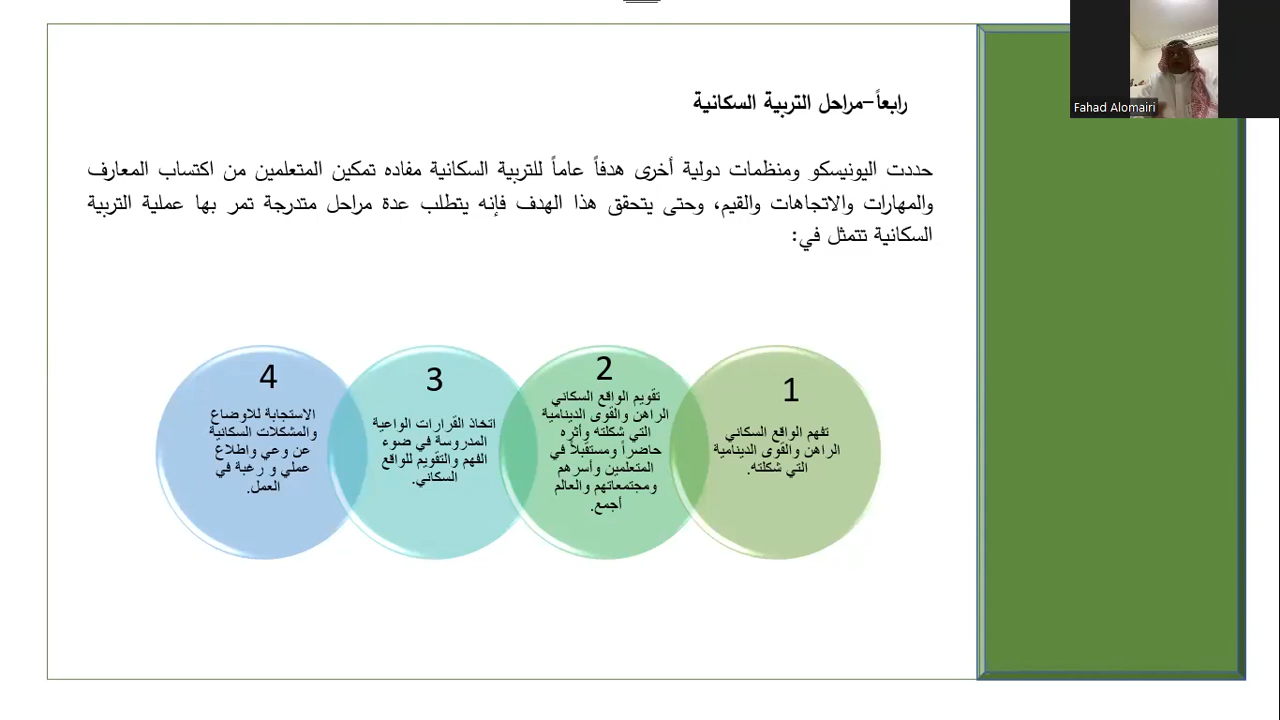 Fahad Alomairi
رابعاً-مراحل التربية السكانية
حددت اليونيسكو ومنظمات دولية أخرى هدفاً عاماً للتربية السكانية مفاده تمكين المتعلمين من اكتساب المعارف
والمهارات والاتجاهات والقيم، وحتى يتحقق هذا الهدف فإنه يتطلب عدة مراحل متدرجة تمر بها عملية التربية
السكانية تتمثل في:
1
تفهم الواقع السكاني
الراهن والقوى الدينامية
التي شكلته.
2
تقويم الواقع السكاني
الراهن والقوى الدينامية
التي شكلته وأثره
حاضراً ومستقبلاً في
المتعلمين وأسرهم
ومجتمعاتهم والعالم
أجمع.
3
اتخاذ القرارات الواعية
المدروسة في ضوء
الفهم والتقويم للواقع
السكاني.
4
الاستجابة للاوضاع
والمشكلات السكانية
عن وعي واطلاع
عملي و رغبة في
العمل.